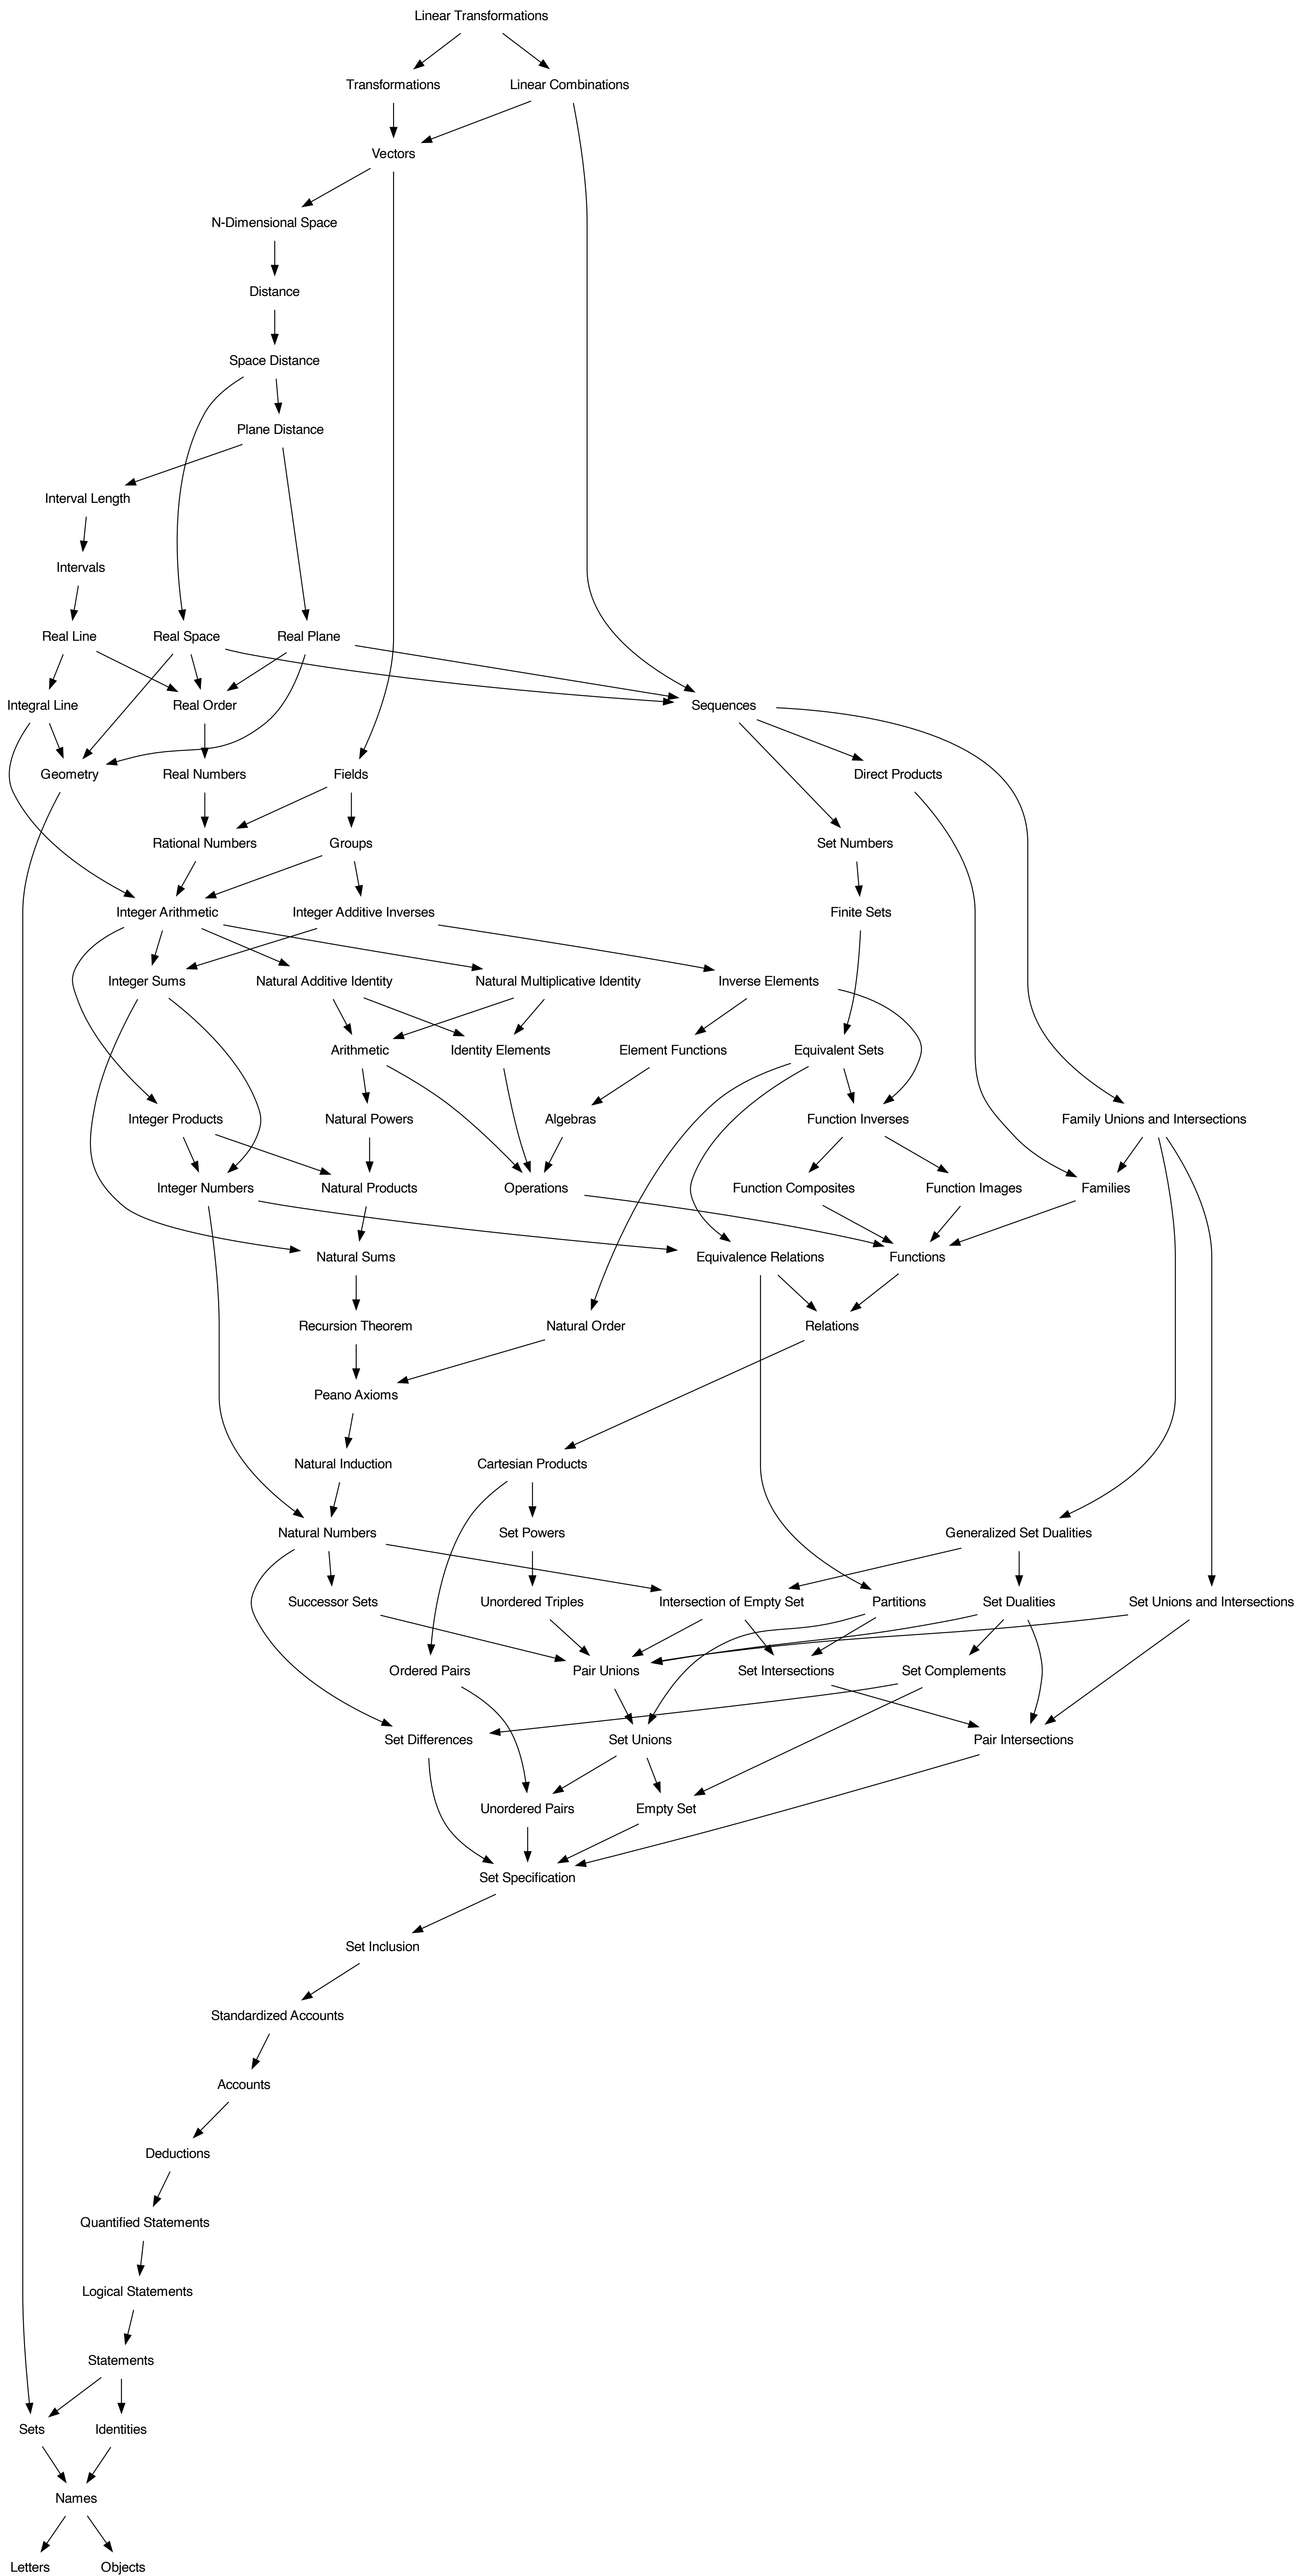 Linear Transformations
Transformations
Linear Combinations
Vectors
N-Dimensional Space
Distance
Space Distance
Plane Distance
Interval Length
Intervals
Real Line
Real Space
Real Plane
Integral Line
Real Order
Sequences
Geometry
Real Numbers
Fields
Direct Products
Rational Numbers
Groups
Set Numbers
Integer Arithmetic
Integer Additive Inverses
Finite Sets
Integer Sums
Natural Additive Identity
Natural Multiplicative Identity
Inverse Elements
Arithmetic
Identity Elements
Element Functions
Equivalent Sets
Integer Products
Natural Powers
Algebras
Function Inverses
Family Unions and Intersections
Integer Numbers
Natural Products
Operations
Function Composites
Function Images
Families
Natural Sums
Equivalence Relations
Functions
Recursion Theorem
Natural Order
Relations
Peano Axioms
Natural Induction
Cartesian Products
Natural Numbers
Set Powers
Generalized Set Dualities
Successor Sets
Unordered Triples
Intersection of Empty Set
Partitions
Set Dualities
Set Unions and Intersections
Ordered Pairs
Pair Unions
Set Intersections
Set Complements
Set Differences
Set Unions
Pair Intersections
Unordered Pairs
Empty Set
Set Specification
Set Inclusion
Standardized Accounts
Accounts
Deductions
Quantified Statements
Logical Statements
Statements
Sets
Identities
Names
Letters
Objects